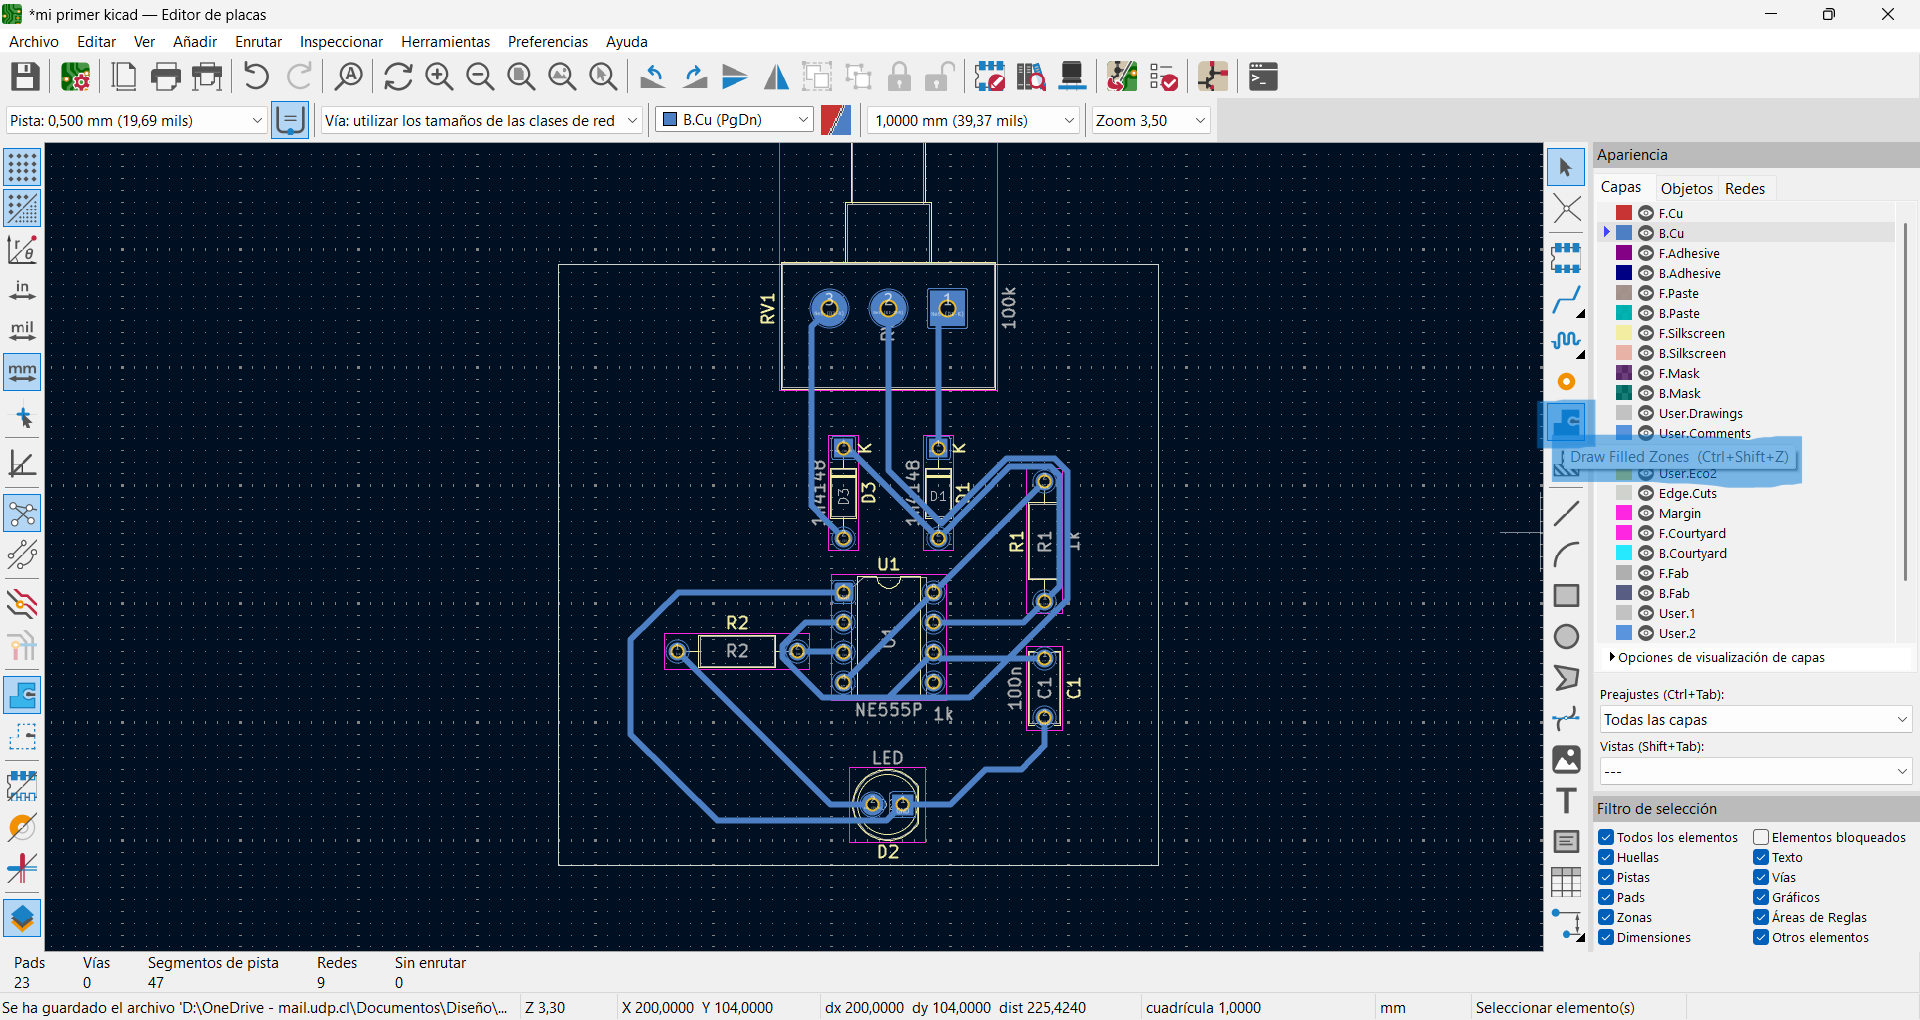 *mi primer kicad — Editor de placas
Archivo Editar Ver Añadir Enrutar Inspeccionar Herramientas Preferencias Ayuda
Pista: 0,500 mm (19,69 mils) Vía: utilizar los tamaños de las clases de red B.Cu (PgDn) 1,0000 mm (39,37 mils) Zoom 3,50
in
mil
mm
RV1
3 2 1
100k
K K
D3 D3
D1
R1 R1 1k
U1
R2
R2
NE555P 1k
100n C1 C1
LED
D2
Apariencia
Capas Objetos Redes
F.Cu
B.Cu
F.Adhesive
B.Adhesive
F.Paste
B.Paste
F.Silkscreen
B.Silkscreen
F.Mask
B.Mask
User.Drawings
User.Comments
Draw Filled Zones (Ctrl+Shift+Z)
User.Eco2
Edge.Cuts
Margin
F.Courtyard
B.Courtyard
F.Fab
B.Fab
User.1
User.2
Opciones de visualización de capas
Preajustes (Ctrl+Tab):
Todas las capas
Vistas (Shift+Tab):
---
Filtro de selección
Todos los elementos Elementos bloqueados
Huellas Texto
Pistas Vías
Pads Gráficos
Zonas Áreas de Reglas
Dimensiones Otros elementos
Pads Vías Segmentos de pista Redes Sin enrutar
23 0 47 9 0
Se ha guardado el archivo 'D:\OneDrive - mail.udp.cl\Documentos\Diseño\... Z 3,30 X 200,0000 Y 104,0000 dx 200,0000 dy 104,0000 dist 225,4240 cuadrícula 1,0000 mm Seleccionar elemento(s)